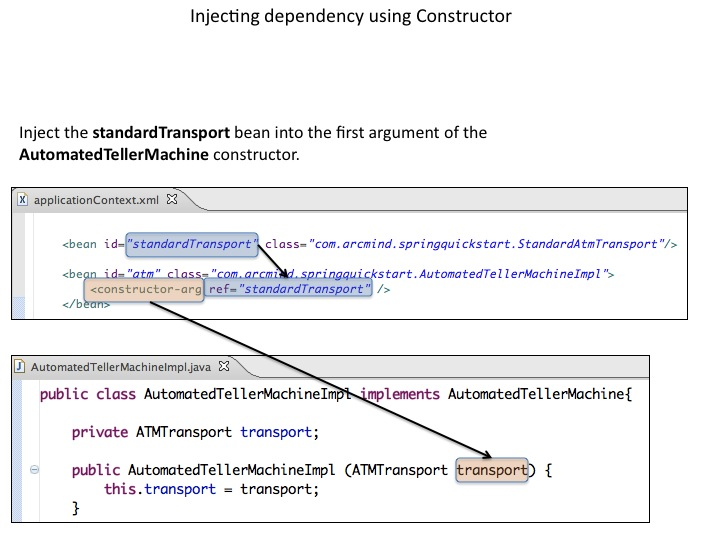 Injecting dependency using Constructor
Inject the standardTransport bean into the first argument of the
AutomatedTellerMachine constructor.
applicationContext.xml
<bean id="standardTransport" class="com.arcmind.springquickstart.StandardAtmTransport"/>
<bean id="atm" class="com.arcmind.springquickstart.AutomatedTellerMachineImpl">
<constructor-arg ref="standardTransport" />
</bean>
AutomatedTellerMachineImpl.java
public class AutomatedTellerMachineImpl implements AutomatedTellerMachine{
private ATMTransport transport;
public AutomatedTellerMachineImpl (ATMTransport transport) {
this.transport = transport;
}